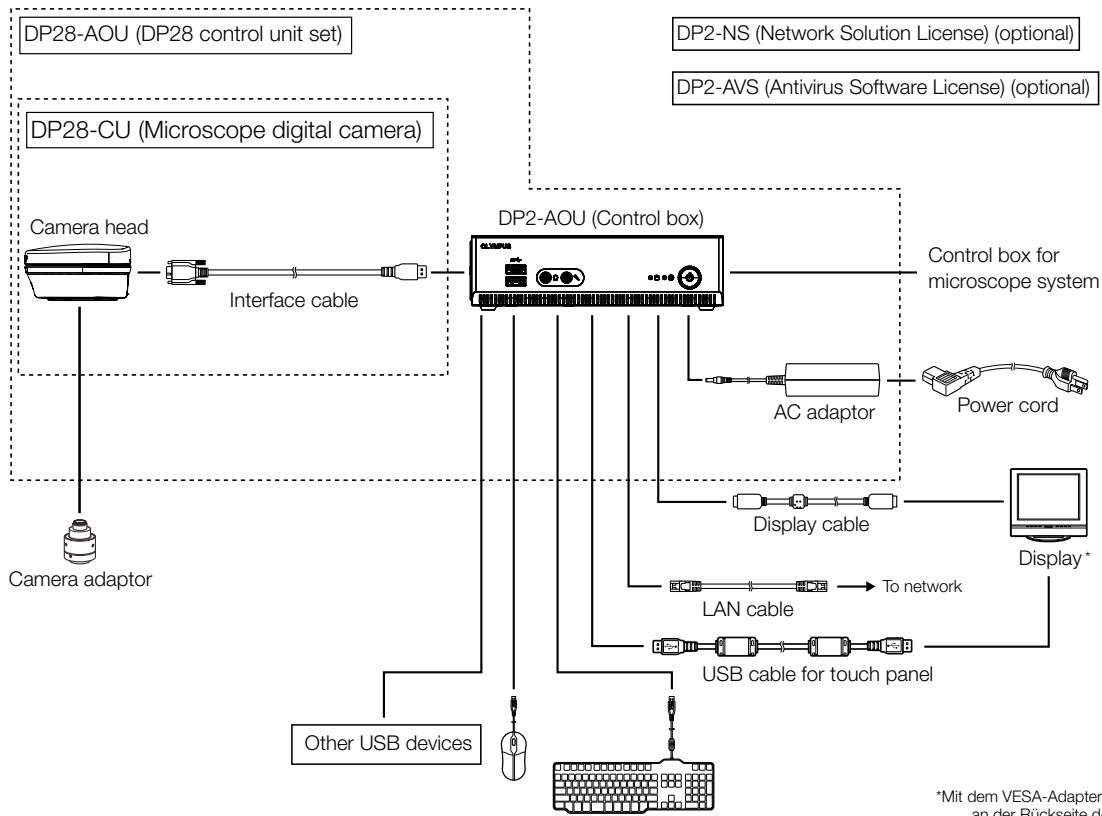 DP28-AOU (DP28 control unit set)
DP2-NS (Network Solution License) (optional)
DP2-AVS (Antivirus Software License) (optional)
DP28-CU (Microscope digital camera)
Camera head
DP2-AOU (Control box)
OLYMPUS
Control box for
microscope system
Interface cable
AC adaptor
Power cord
Display cable
Display*
Camera adaptor
To network
LAN cable
USB cable for touch panel
Other USB devices
*Mit dem VESA-Adapter
an der Rückseite